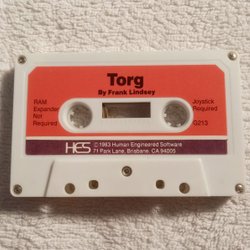 Torg
By Frank Lindsey
RAM
Expander
Not
Required
Joystick
Required
G213
HES
© 1983 Human Engineered Software
71 Park Lane, Brisbane, CA 94005